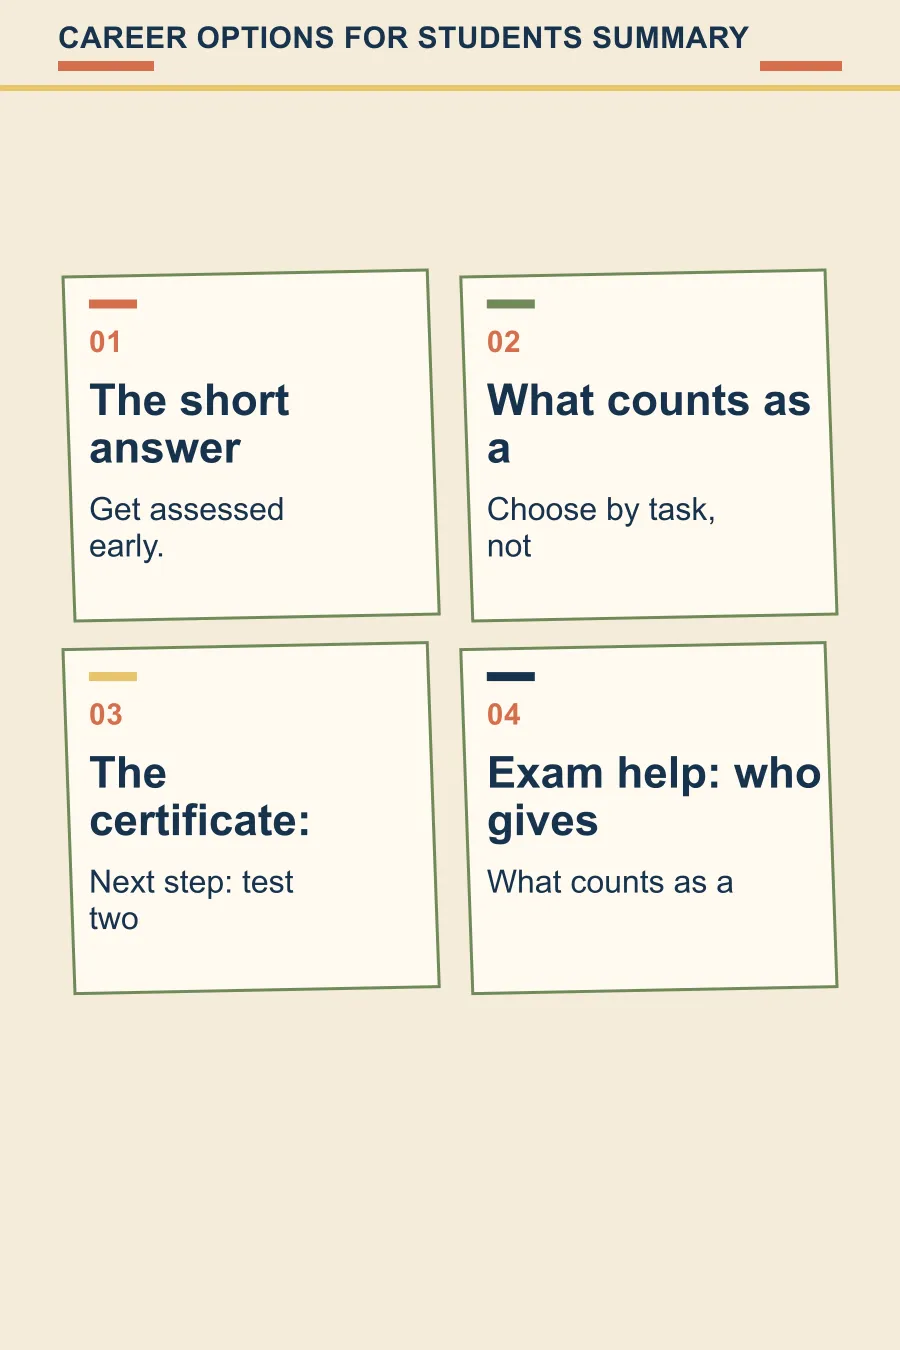 CAREER OPTIONS FOR STUDENTS SUMMARY
01
The short
answer
Get assessed
early.
02
What counts as
a
Choose by task,
not
03
The
certificate:
Next step: test
two
04
Exam help: who
gives
What counts as a